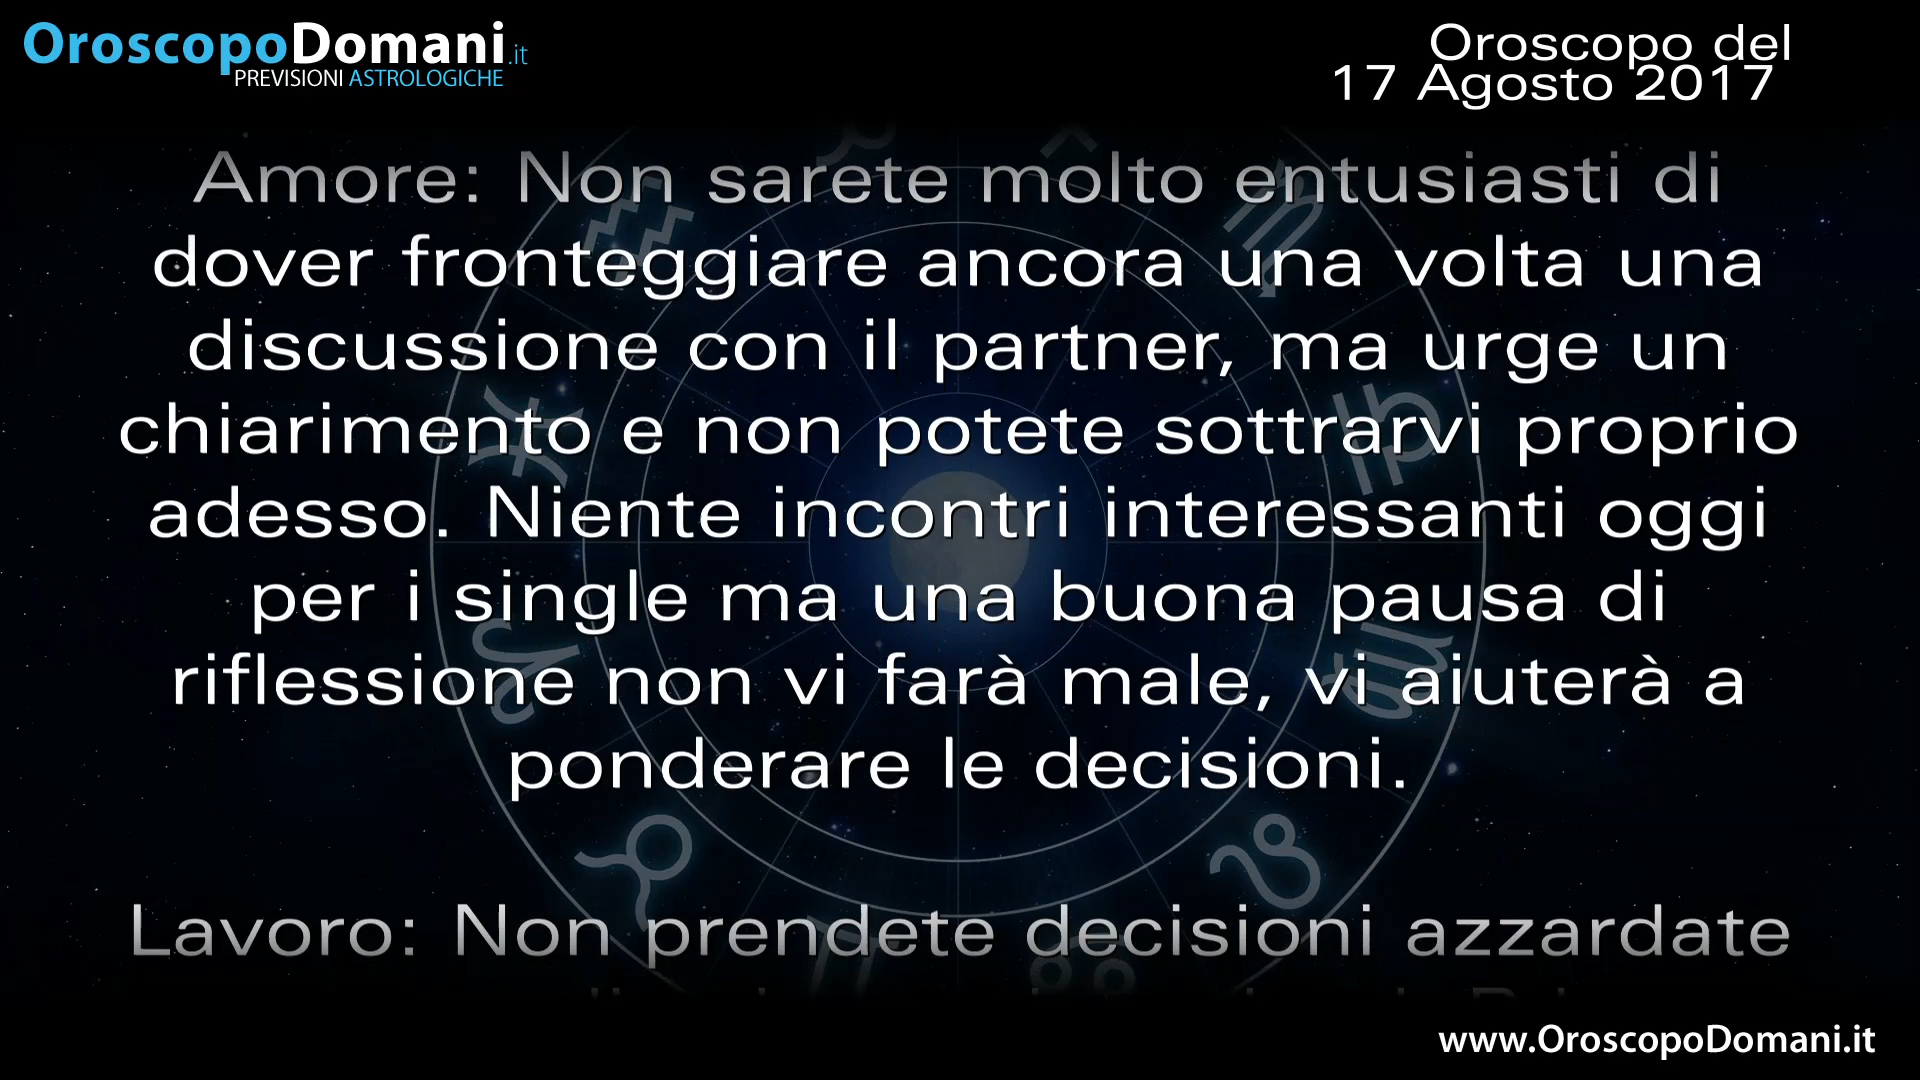 OroscopoDomani.it
PREVISIONI ASTROLOGICHE
Oroscopo del
17 Agosto 2017
Amore: Non sarete molto entusiasti di
dover fronteggiare ancora una volta una
discussione con il partner, ma urge un
chiarimento e non potete sottrarvi proprio
adesso. Niente incontri interessanti oggi
per i single ma una buona pausa di
riflessione non vi farà male, vi aiuterà a
ponderare le decisioni.
Lavoro: Non prendete decisioni azzardate
www.OroscopoDomani.it